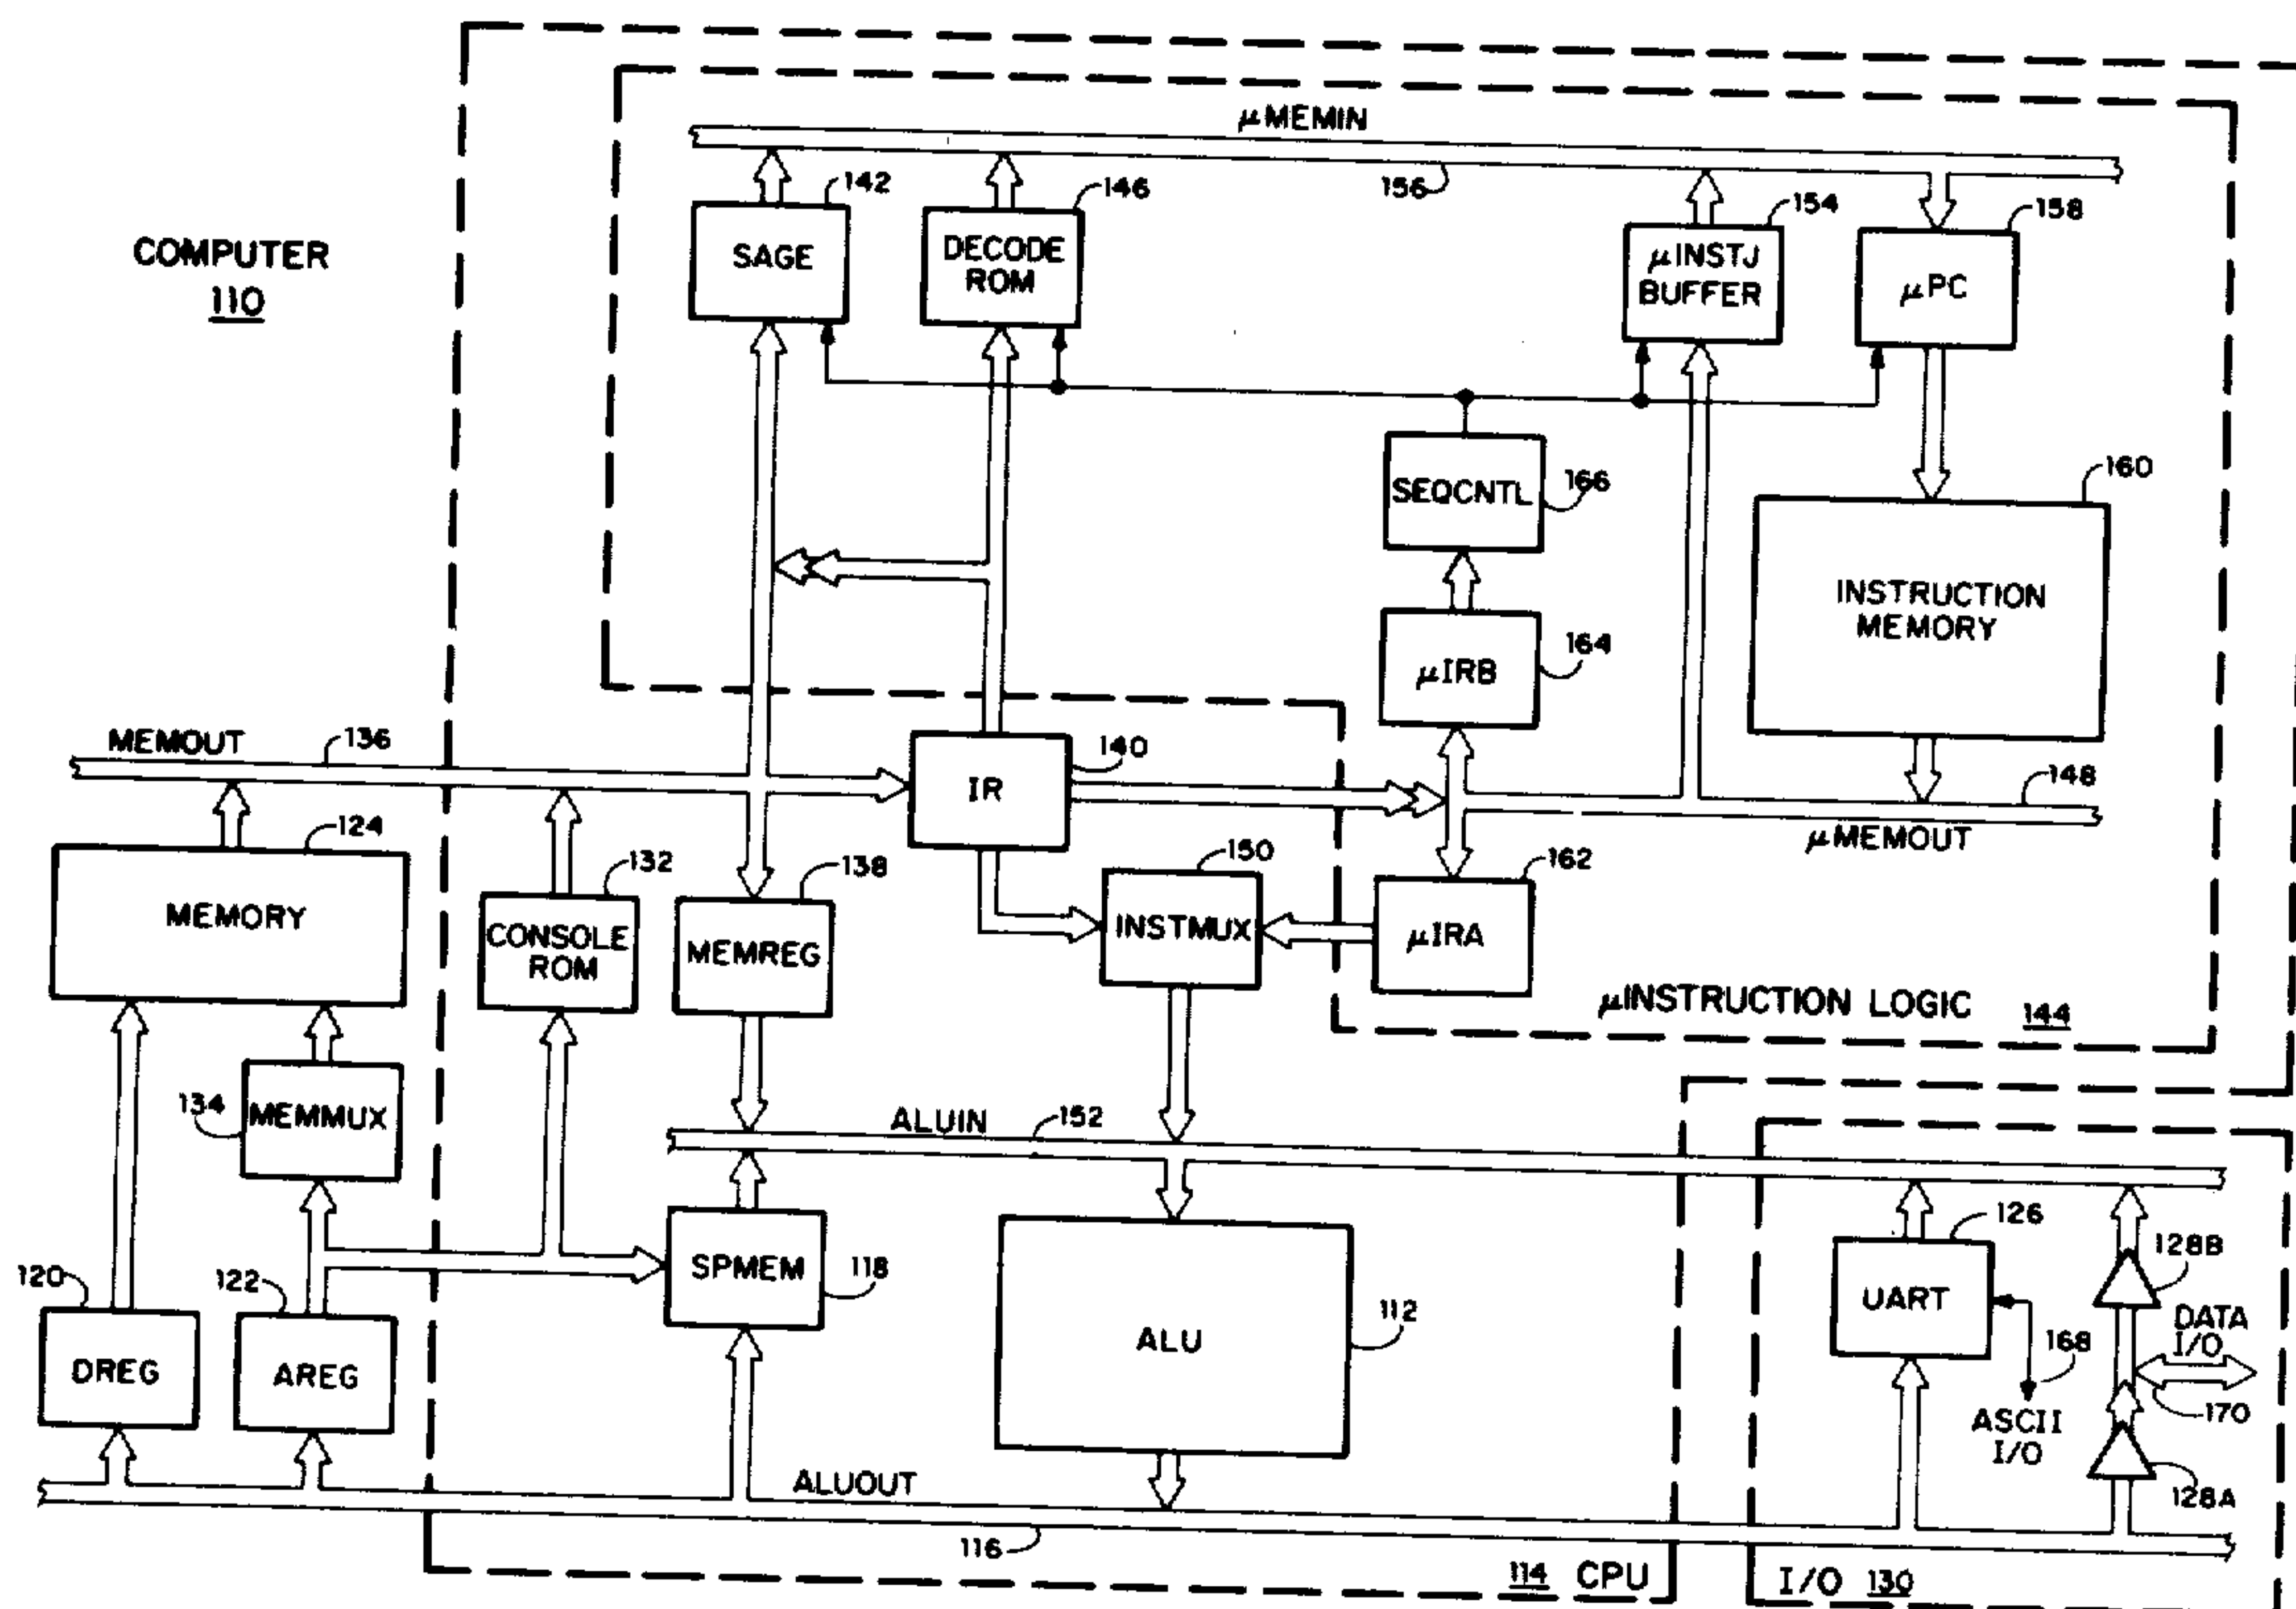 μMEMIN
142
146
156
154
158
COMPUTER
110
SAGE
DECODE
ROM
μINSTJ
BUFFER
μPC
SEQCNTL
166
160
INSTRUCTION
MEMORY
μIRB
164
MEMOUT
136
IR
140
148
μMEMOUT
124
132
138
150
162
MEMORY
CONSOLE
ROM
MEMREG
INSTMUX
μIRA
μINSTRUCTION LOGIC 144
134
MEMMUX
ALUIN
152
126
128B
120
122
SPMEM
118
ALU
112
UART
DATA
I/O
168
DREG
AREG
170
ASCII
I/O
ALUOUT
128A
116
114 CPU
I/O 130